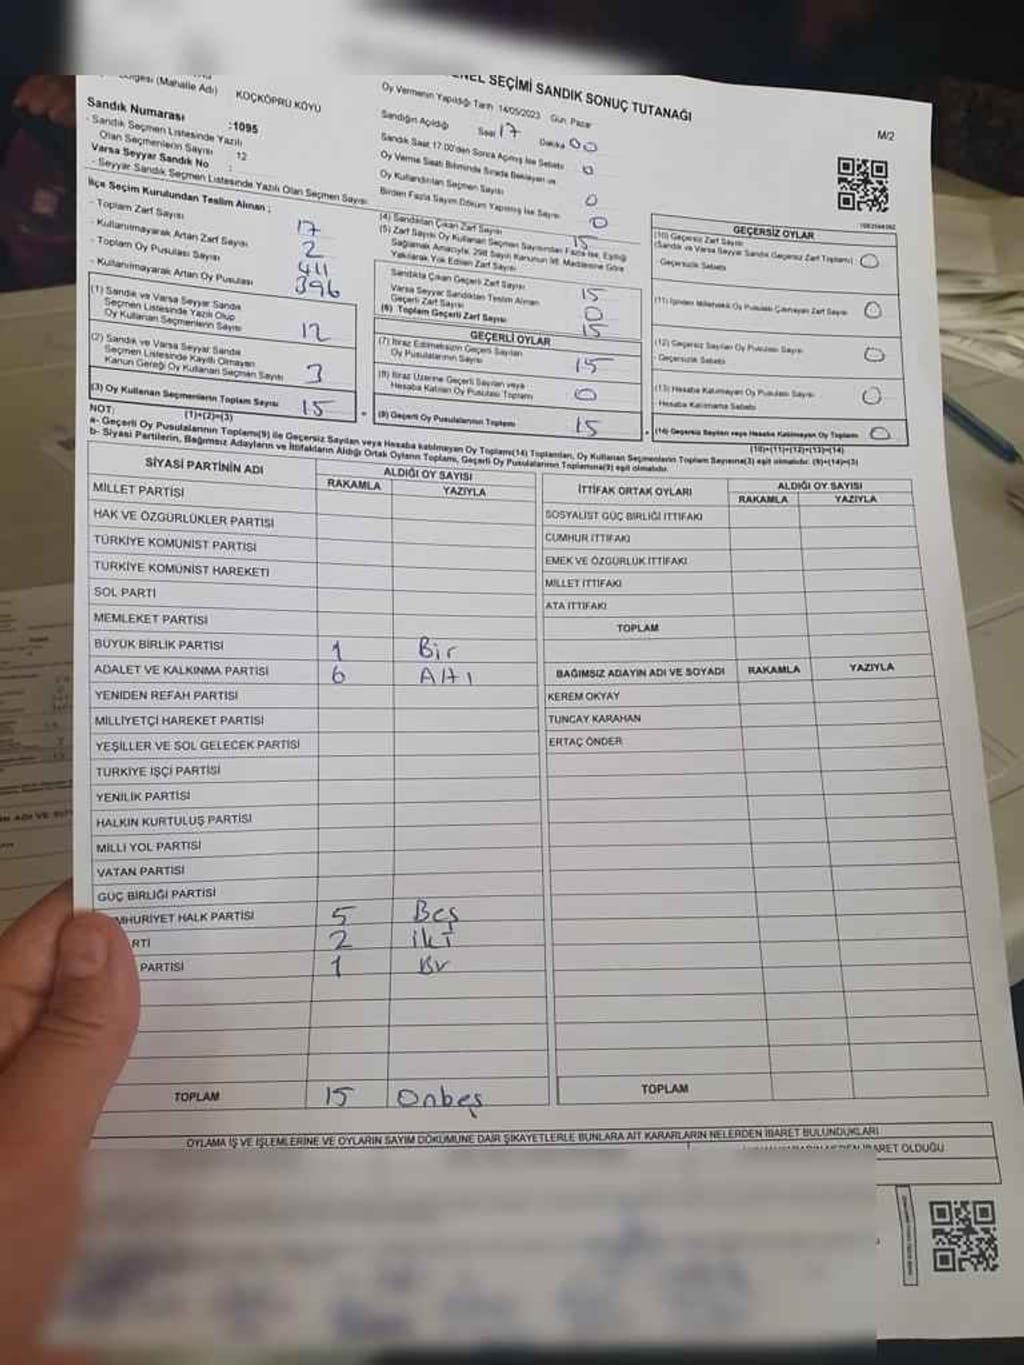 ENEL SEÇİMİ SANDIK SONUÇ TUTANAĞI
M/2
(Mahalle Adı) KOÇKÖPRÜ KÖYÜ
Sandık Numarası :1095
- Sandık Seçmen Listesinde Yazılı
Olan Seçmenlerin Sayısı : 12
Varsa Seyyar Sandık No :
- Seyyar Sandık Seçmen Listesinde Yazılı Olan Seçmen Sayısı:
Oy Vermenin Yapıldığı Tarih :14/05/2023 Gün: Pazar
Sandığın Açıldığı Saat 17 Dakika 00
Sandık Saat 17.00'den Sonra Açılmış İse Sebebi 0
Oy Verme Saati Bitiminde Sırada Bekleyen ve
Oy Kullandırılan Seçmen Sayısı 0
Birden Fazla Sayım Döküm Yapılmış İse Sayısı 0
İlçe Seçim Kurulundan Teslim Alınan ;
- Toplam Zarf Sayısı 17
- Kullanılmayarak Artan Zarf Sayısı 2
- Toplam Oy Pusulası Sayısı 411
- Kullanılmayarak Artan Oy Pusulası 396
(1) Sandık ve Varsa Seyyar Sandık
Seçmen Listesinde Yazılı Olup
Oy Kullanan Seçmenlerin Sayısı 12
(2) Sandık ve Varsa Seyyar Sandık
Seçmen Listesinde Kaydı Olmayan
Kanun Gereği Oy Kullanan Seçmen Sayısı 3
(3) Oy Kullanan Seçmenlerin Toplam Sayısı 15
(1)+(2)=(3)
(4) Sandıktan Çıkan Zarf Sayısı 15
(5) Zarf Sayısı Oy Kullanan Seçmen Sayısından Fazla İse, Eşitliği
Sağlamak Amacıyla, 298 Sayılı Kanunun 98. Maddesine Göre
Yakılarak Yok Edilen Zarf Sayısı
Sandıkta Çıkan Geçerli Zarf Sayısı 15
Varsa Seyyar Sandıktan Teslim Alınan
Geçerli Zarf Sayısı 0
(6) Toplam Geçerli Zarf Sayısı 15
GEÇERLİ OYLAR
(7) İtiraz Edilmeksizin Geçerli Sayılan
Oy Pusulalarının Sayısı 15
(8) İtiraz Üzerine Geçerli Sayılan veya
Hesaba Katılan Oy Pusulası Toplamı 0
(9) Geçerli Oy Pusulalarının Toplamı 15
GEÇERSİZ OYLAR
(10) Geçersiz Zarf Sayısı
(Sandık ve Varsa Seyyar Sandık Geçersiz Zarf Toplamı) 0
- Geçersizlik Sebebi
(11) İçinden Milletvekili Oy Pusulası Çıkmayan Zarf Sayısı 0
(12) Geçersiz Sayılan Oy Pusulası Sayısı 0
- Geçersizlik Sebebi
(13) Hesaba Katılmayan Oy Pusulası Sayısı 0
- Hesaba Katılmama Sebebi
(14) Geçersiz Sayılan veya Hesaba Katılmayan Oy Toplamı 0
(10)+(11)+(12)+(13)=(14)
NOT:
a- Geçerli Oy Pusulalarının Toplamı(9) ile Geçersiz Sayılan veya Hesaba katılmayan Oy Toplamı(14) Toplamları, Oy Kullanan Seçmenlerin Toplam Sayısına(3) eşit olmalıdır. (9)+(14)=(3)
b- Siyasi Partilerin, Bağımsız Adayların ve İttifakların Aldığı Ortak Oyların Toplamı, Geçerli Oy Pusulalarının Toplamına(9) eşit olmalıdır.
SİYASİ PARTİNİN ADI ALDIĞI OY SAYISI
RAKAMLA YAZIYLA
MİLLET PARTİSİ
HAK VE ÖZGÜRLÜKLER PARTİSİ
TÜRKİYE KOMÜNİST PARTİSİ
TÜRKİYE KOMÜNİST HAREKETİ
SOL PARTİ
MEMLEKET PARTİSİ
BÜYÜK BİRLİK PARTİSİ 1 Bir
ADALET VE KALKINMA PARTİSİ 6 Altı
YENİDEN REFAH PARTİSİ
MİLLİYETÇİ HAREKET PARTİSİ
YEŞİLLER VE SOL GELECEK PARTİSİ
TÜRKİYE İŞÇİ PARTİSİ
YENİLİK PARTİSİ
HALKIN KURTULUŞ PARTİSİ
MİLLİ YOL PARTİSİ
VATAN PARTİSİ
GÜÇ BİRLİĞİ PARTİSİ
MHURİYET HALK PARTİSİ 5 Beş
RTİ 2 iki
PARTİSİ 1 Bir
TOPLAM 15 Onbeş
İTTİFAK ORTAK OYLARI ALDIĞI OY SAYISI
RAKAMLA YAZIYLA
SOSYALİST GÜÇ BİRLİĞİ İTTİFAKI
CUMHUR İTTİFAKI
EMEK VE ÖZGÜRLÜK İTTİFAKI
MİLLET İTTİFAKI
ATA İTTİFAKI
TOPLAM
BAĞIMSIZ ADAYIN ADI VE SOYADI RAKAMLA YAZIYLA
KEREM OKYAY
TUNCAY KARAHAN
ERTAÇ ÖNDER
TOPLAM
OYLAMA İŞ VE İŞLEMLERİNE VE OYLARIN SAYIM DÖKÜMÜNE DAİR ŞİKAYETLERLE BUNLARA AİT KARARLARIN NELERDEN İBARET BULUNDUKLARI
BARET OLDUĞU